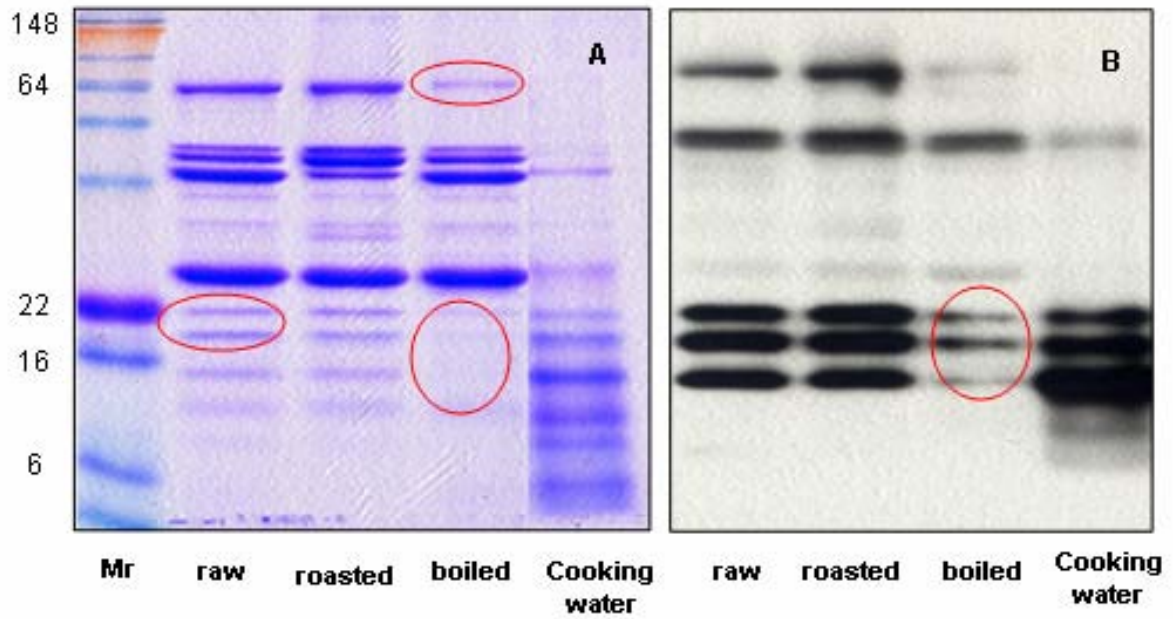 148
64
22
16
6
A
B
Mr raw roasted boiled Cooking water
raw roasted boiled Cooking water